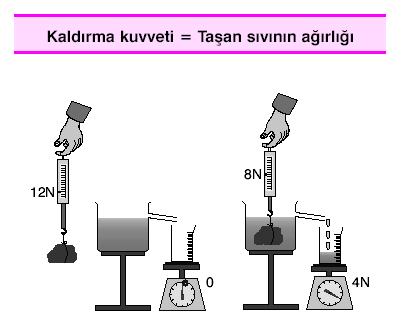 Kaldırma kuvveti = Taşan sıvının ağırlığı
12N
0
8N
4N